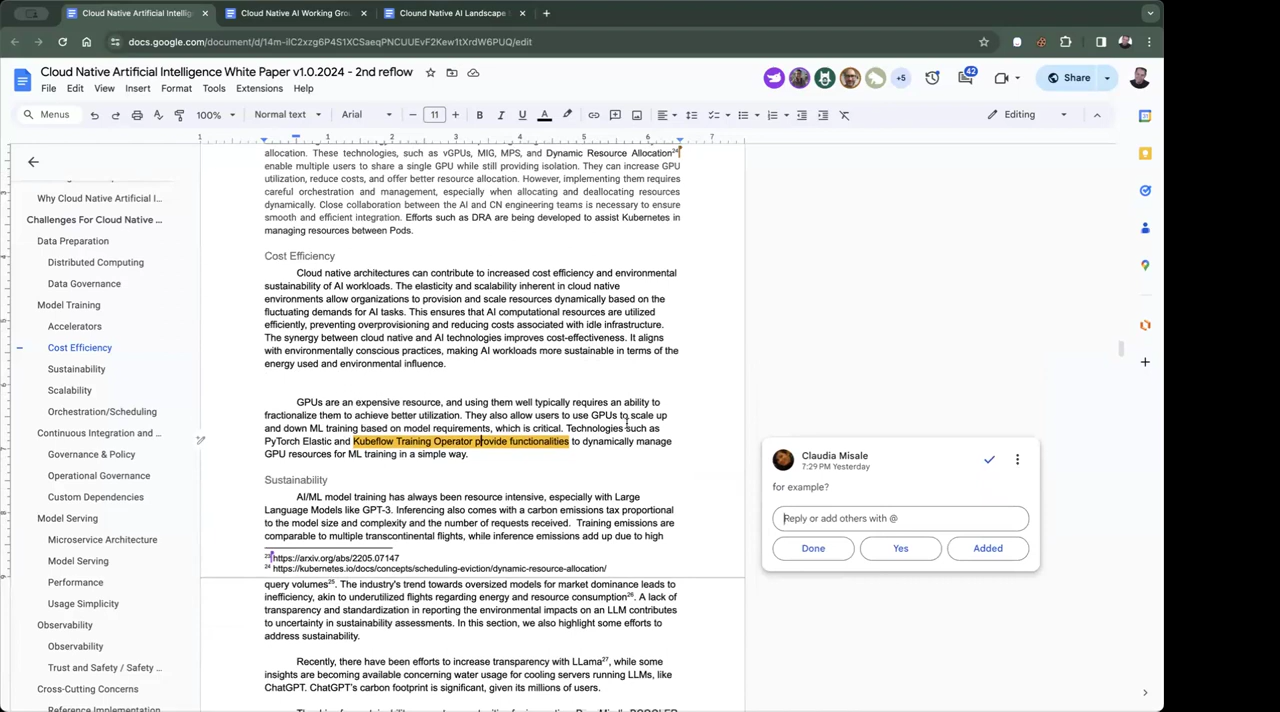 Cloud Native Artificial Intellig
Cloud Native AI Working Gro
Clound Native AI Landscape
docs.google.com/document/d/14m-ilC2xzg6P4S1XCSaeqPNCUUEvF2Kew1tXrdW6PUQ/edit
Cloud Native Artificial Intelligence White Paper v1.0.2024 - 2nd reflow
File Edit View Insert Format Tools Extensions Help
+5
42
Share
Menus
100%
Normal text
Arial
11
B I U A
Editing
1 1 2 3 4 5 6 7
Why Cloud Native Artificial I...
Challenges For Cloud Native ...
Data Preparation
Distributed Computing
Data Governance
Model Training
Accelerators
Cost Efficiency
Sustainability
Scalability
Orchestration/Scheduling
Continuous Integration and ...
Governance & Policy
Operational Governance
Custom Dependencies
Model Serving
Microservice Architecture
Model Serving
Performance
Usage Simplicity
Observability
Observability
Trust and Safety / Safety ...
Cross-Cutting Concerns
Reference Implementation
allocation. These technologies, such as vGPUs, MIG, MPS, and Dynamic Resource Allocation24
enable multiple users to share a single GPU while still providing isolation. They can increase GPU
utilization, reduce costs, and offer better resource allocation. However, implementing them requires
careful orchestration and management, especially when allocating and deallocating resources
dynamically. Close collaboration between the AI and CN engineering teams is necessary to ensure
smooth and efficient integration. Efforts such as DRA are being developed to assist Kubernetes in
managing resources between Pods.
Cost Efficiency
Cloud native architectures can contribute to increased cost efficiency and environmental
sustainability of AI workloads. The elasticity and scalability inherent in cloud native
environments allow organizations to provision and scale resources dynamically based on the
fluctuating demands for AI tasks. This ensures that AI computational resources are utilized
efficiently, preventing overprovisioning and reducing costs associated with idle infrastructure.
The synergy between cloud native and AI technologies improves cost-effectiveness. It aligns
with environmentally conscious practices, making AI workloads more sustainable in terms of the
energy used and environmental influence.
GPUs are an expensive resource, and using them well typically requires an ability to
fractionalize them to achieve better utilization. They also allow users to use GPUs to scale up
and down ML training based on model requirements, which is critical. Technologies such as
PyTorch Elastic and Kubeflow Training Operator provide functionalities to dynamically manage
GPU resources for ML training in a simple way.
Sustainability
AI/ML model training has always been resource intensive, especially with Large
Language Models like GPT-3. Inferencing also comes with a carbon emissions tax proportional
to the model size and complexity and the number of requests received. Training emissions are
comparable to multiple transcontinental flights, while inference emissions add up due to high
23 https://arxiv.org/abs/2205.07147
24 https://kubernetes.io/docs/concepts/scheduling-eviction/dynamic-resource-allocation/
query volumes25. The industry's trend towards oversized models for market dominance leads to
inefficiency, akin to underutilized flights regarding energy and resource consumption26. A lack of
transparency and standardization in reporting the environmental impacts on an LLM contributes
to uncertainty in sustainability assessments. In this section, we also highlight some efforts to
address sustainability.
Recently, there have been efforts to increase transparency with LLama27, while some
insights are becoming available concerning water usage for cooling servers running LLMs, like
ChatGPT. ChatGPT's carbon footprint is significant, given its millions of users.
Claudia Misale
7:29 PM Yesterday
for example?
Reply or add others with @
Done
Yes
Added